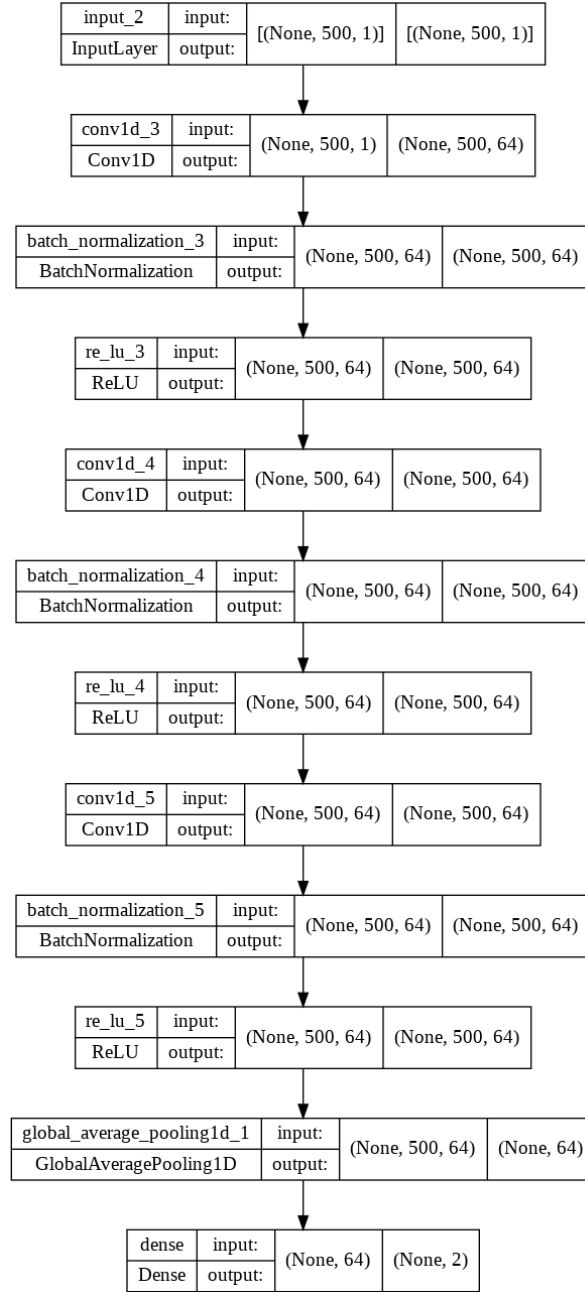 input_2 input: [(None, 500, 1)] [(None, 500, 1)]
InputLayer output:
conv1d_3 input: (None, 500, 1) (None, 500, 64)
Conv1D output:
batch_normalization_3 input: (None, 500, 64) (None, 500, 64)
BatchNormalization output:
re_lu_3 input: (None, 500, 64) (None, 500, 64)
ReLU output:
conv1d_4 input: (None, 500, 64) (None, 500, 64)
Conv1D output:
batch_normalization_4 input: (None, 500, 64) (None, 500, 64)
BatchNormalization output:
re_lu_4 input: (None, 500, 64) (None, 500, 64)
ReLU output:
conv1d_5 input: (None, 500, 64) (None, 500, 64)
Conv1D output:
batch_normalization_5 input: (None, 500, 64) (None, 500, 64)
BatchNormalization output:
re_lu_5 input: (None, 500, 64) (None, 500, 64)
ReLU output:
global_average_pooling1d_1 input: (None, 500, 64) (None, 64)
GlobalAveragePooling1D output:
dense input: (None, 64) (None, 2)
Dense output: